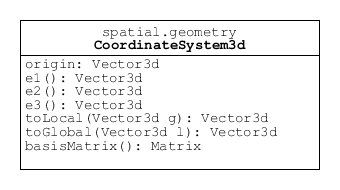 spatial.geometry
CoordinateSystem3d
origin: Vector3d
e1(): Vector3d
e2(): Vector3d
e3(): Vector3d
toLocal(Vector3d g): Vector3d
toGlobal(Vector3d l): Vector3d
basisMatrix(): Matrix